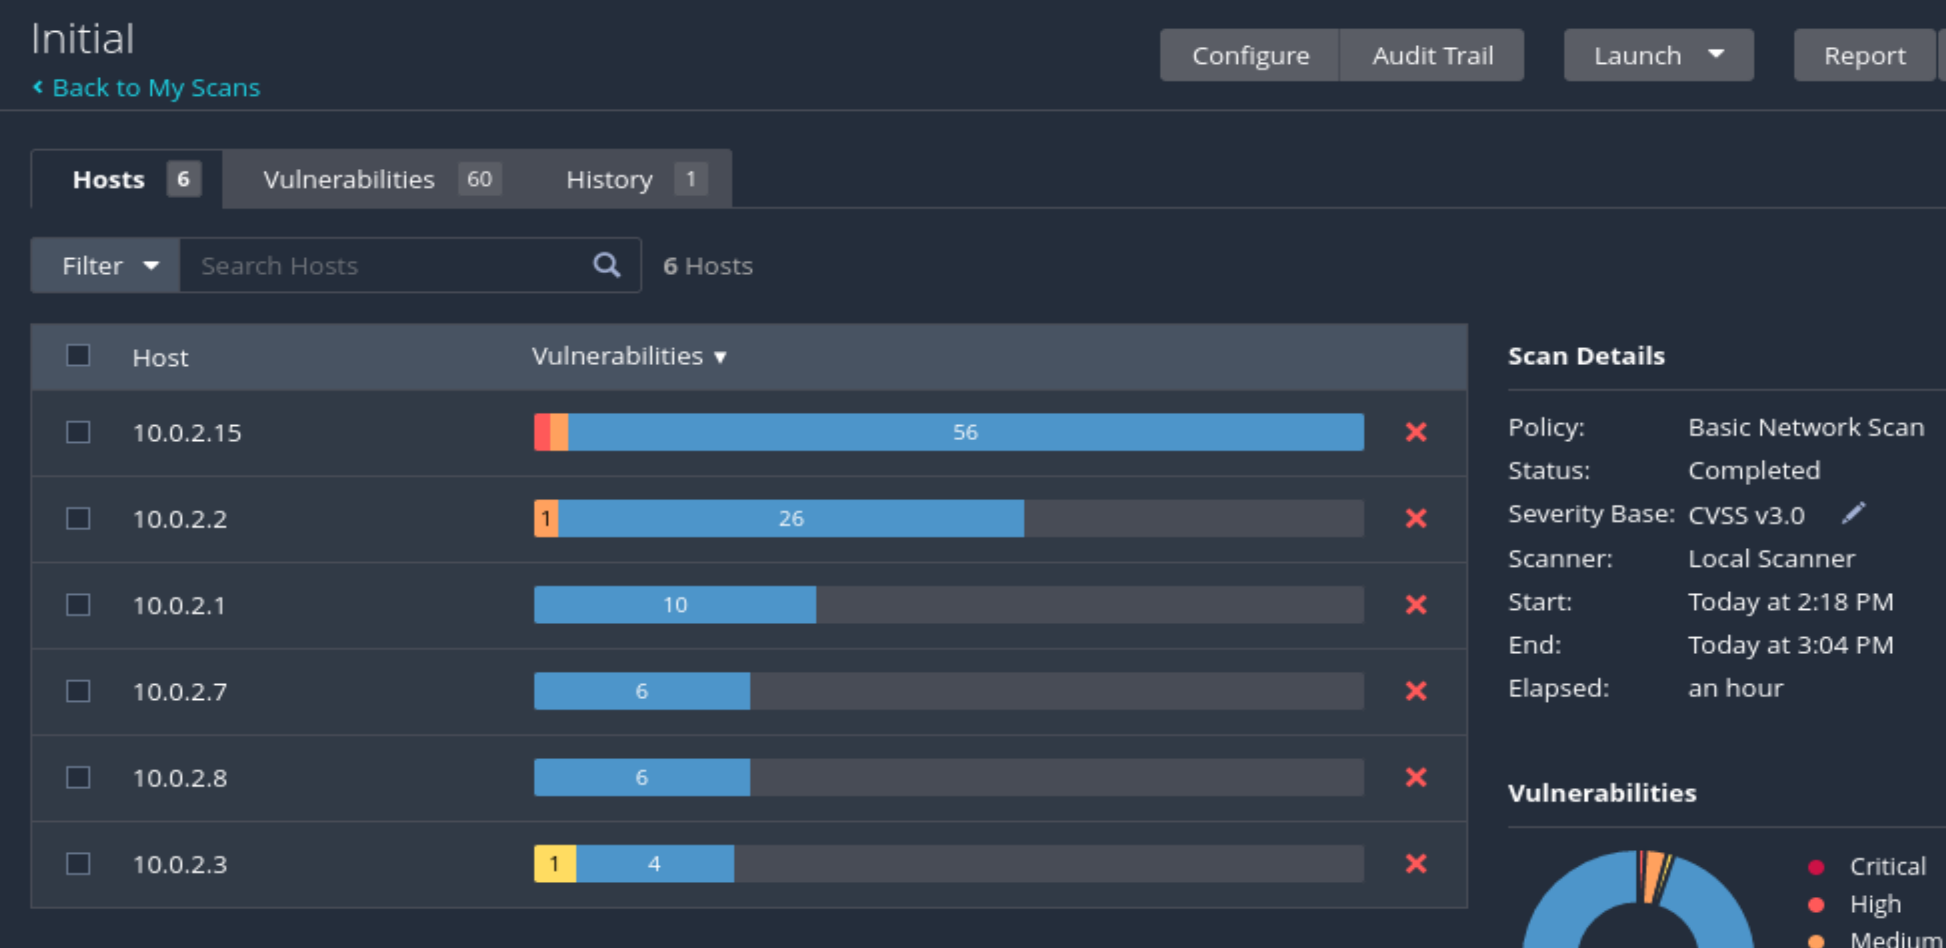 Initial
Configure Audit Trail Launch Report
Back to My Scans
Hosts 6 Vulnerabilities 60 History 1
Filter Search Hosts 6 Hosts
Host Vulnerabilities
10.0.2.15 56
10.0.2.2 1 26
10.0.2.1 10
10.0.2.7 6
10.0.2.8 6
10.0.2.3 1 4
Scan Details
Policy: Basic Network Scan
Status: Completed
Severity Base: CVSS v3.0
Scanner: Local Scanner
Start: Today at 2:18 PM
End: Today at 3:04 PM
Elapsed: an hour
Vulnerabilities
Critical
High
Medium